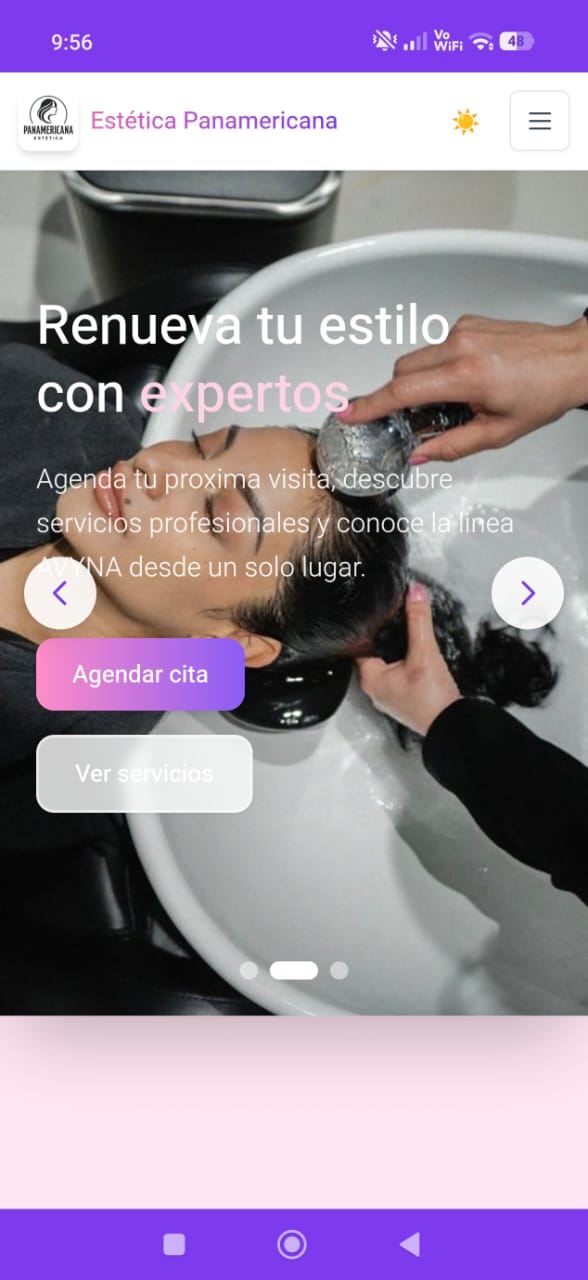 9:56
Vo
WiFi
48
PANAMERICANA
ESTÉTICA
Estética Panamericana
Renueva tu estilo
con expertos
Agenda tu proxima visita, descubre
servicios profesionales y conoce la linea
AVYNA desde un solo lugar.
Agendar cita
Ver servicios